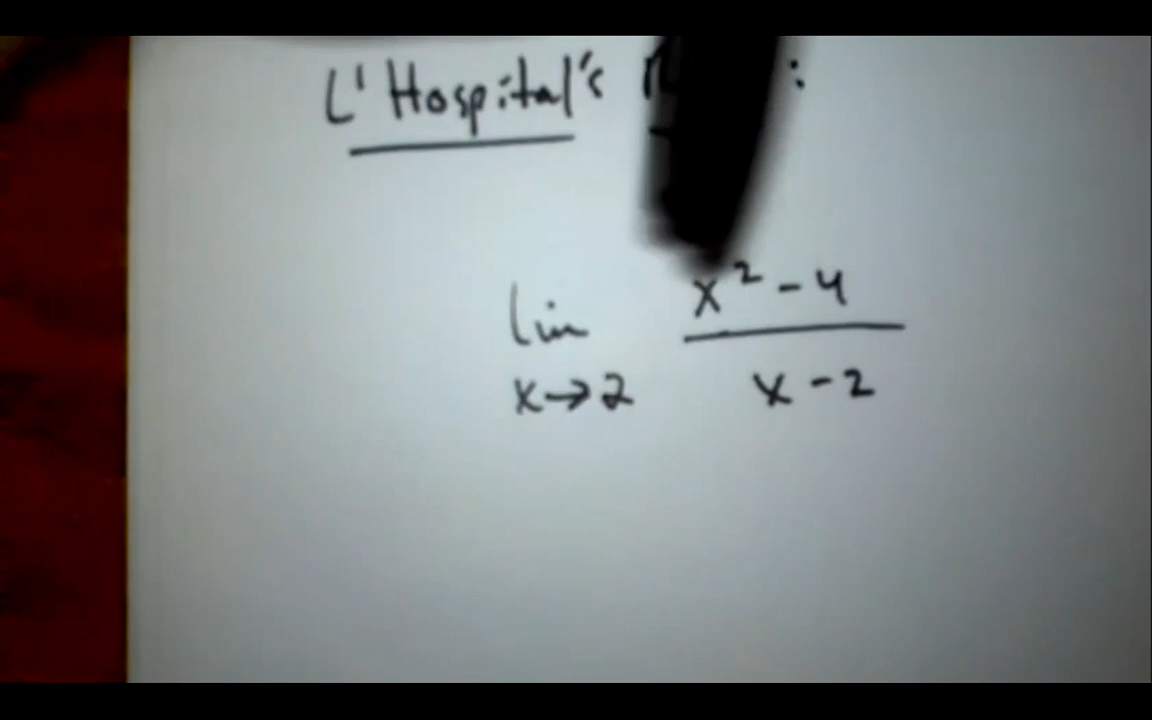 L'Hospital's :
lim x² - 4
x→2 x - 2